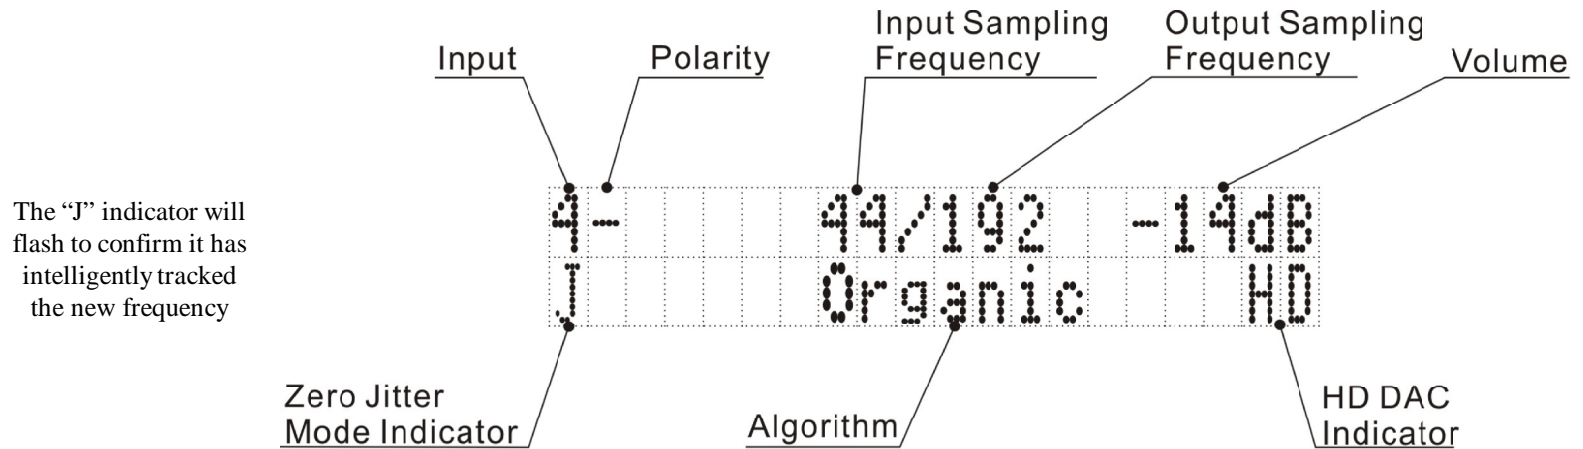 Input
Polarity
Input Sampling
Frequency
Output Sampling
Frequency
Volume
The “J” indicator will
flash to confirm it has
intelligently tracked
the new frequency
4- 44/192 -14dB
J Organic HD
Zero Jitter
Mode Indicator
Algorithm
HD DAC
Indicator